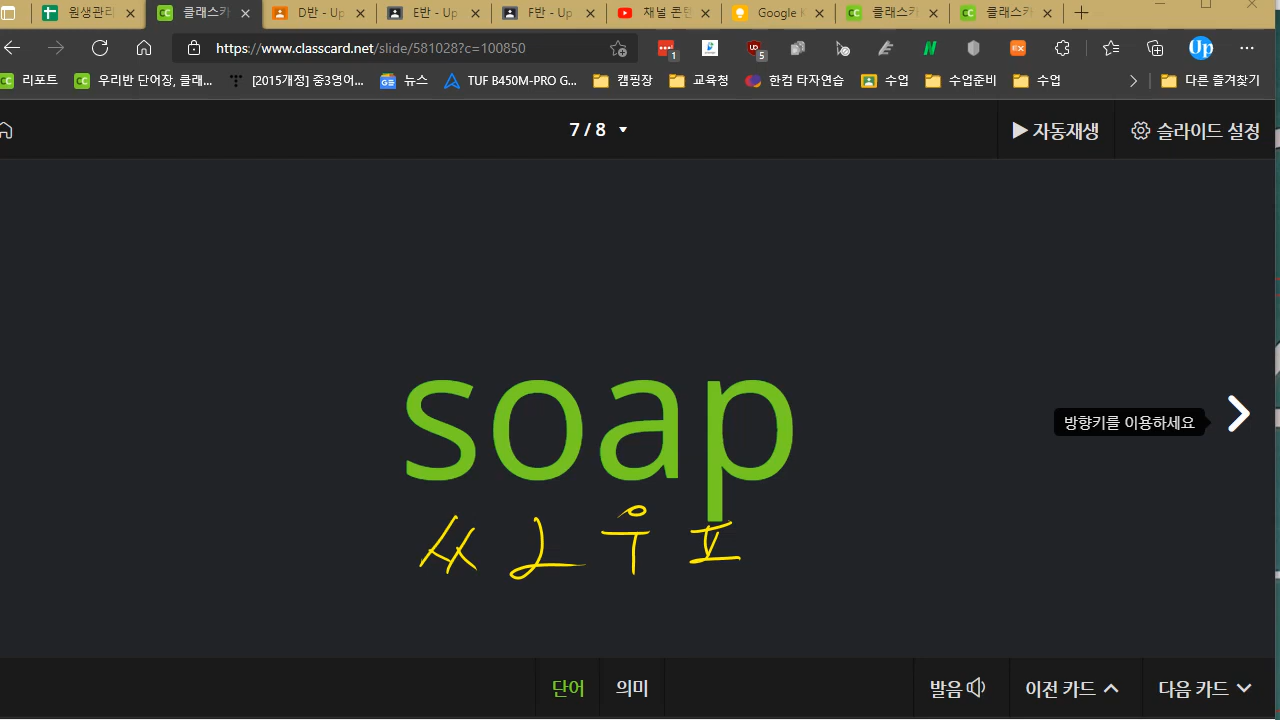 원생관리
클래스카
D반 - Up
E반 - Up
F반 - Up
채널 콘텐
Google K
클래스카
클래스카
https://www.classcard.net/slide/581028?c=100850
1
5
EX
Up
리포트
우리반 단어장, 클래...
[2015개정] 중3영어...
뉴스
TUF B450M-PRO G...
캠핑장
교육청
한컴 타자연습
수업
수업준비
수업
다른 즐겨찾기
7 / 8
자동재생
슬라이드 설정
soap
방향키를 이용하세요
ㅆ ㅗ 우 ㅍ
단어
의미
발음
이전 카드
다음 카드